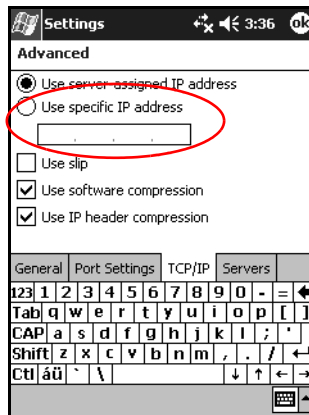 Settings 3:36 ok
Advanced
Use server-assigned IP address
Use specific IP address
. . .
Use slip
Use software compression
Use IP header compression
General Port Settings TCP/IP Servers
123 1 2 3 4 5 6 7 8 9 0 - =
Tab q w e r t y u i o p [ ]
CAP a s d f g h j k l ; '
Shift z x c v b n m , . /
Ctl áü ` \